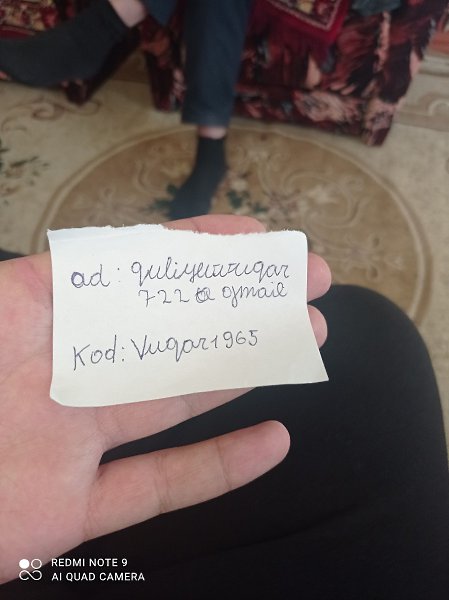 ad: quliyevvuqar
722@gmail
Kod: Vuqar1965
REDMI NOTE 9
AI QUAD CAMERA